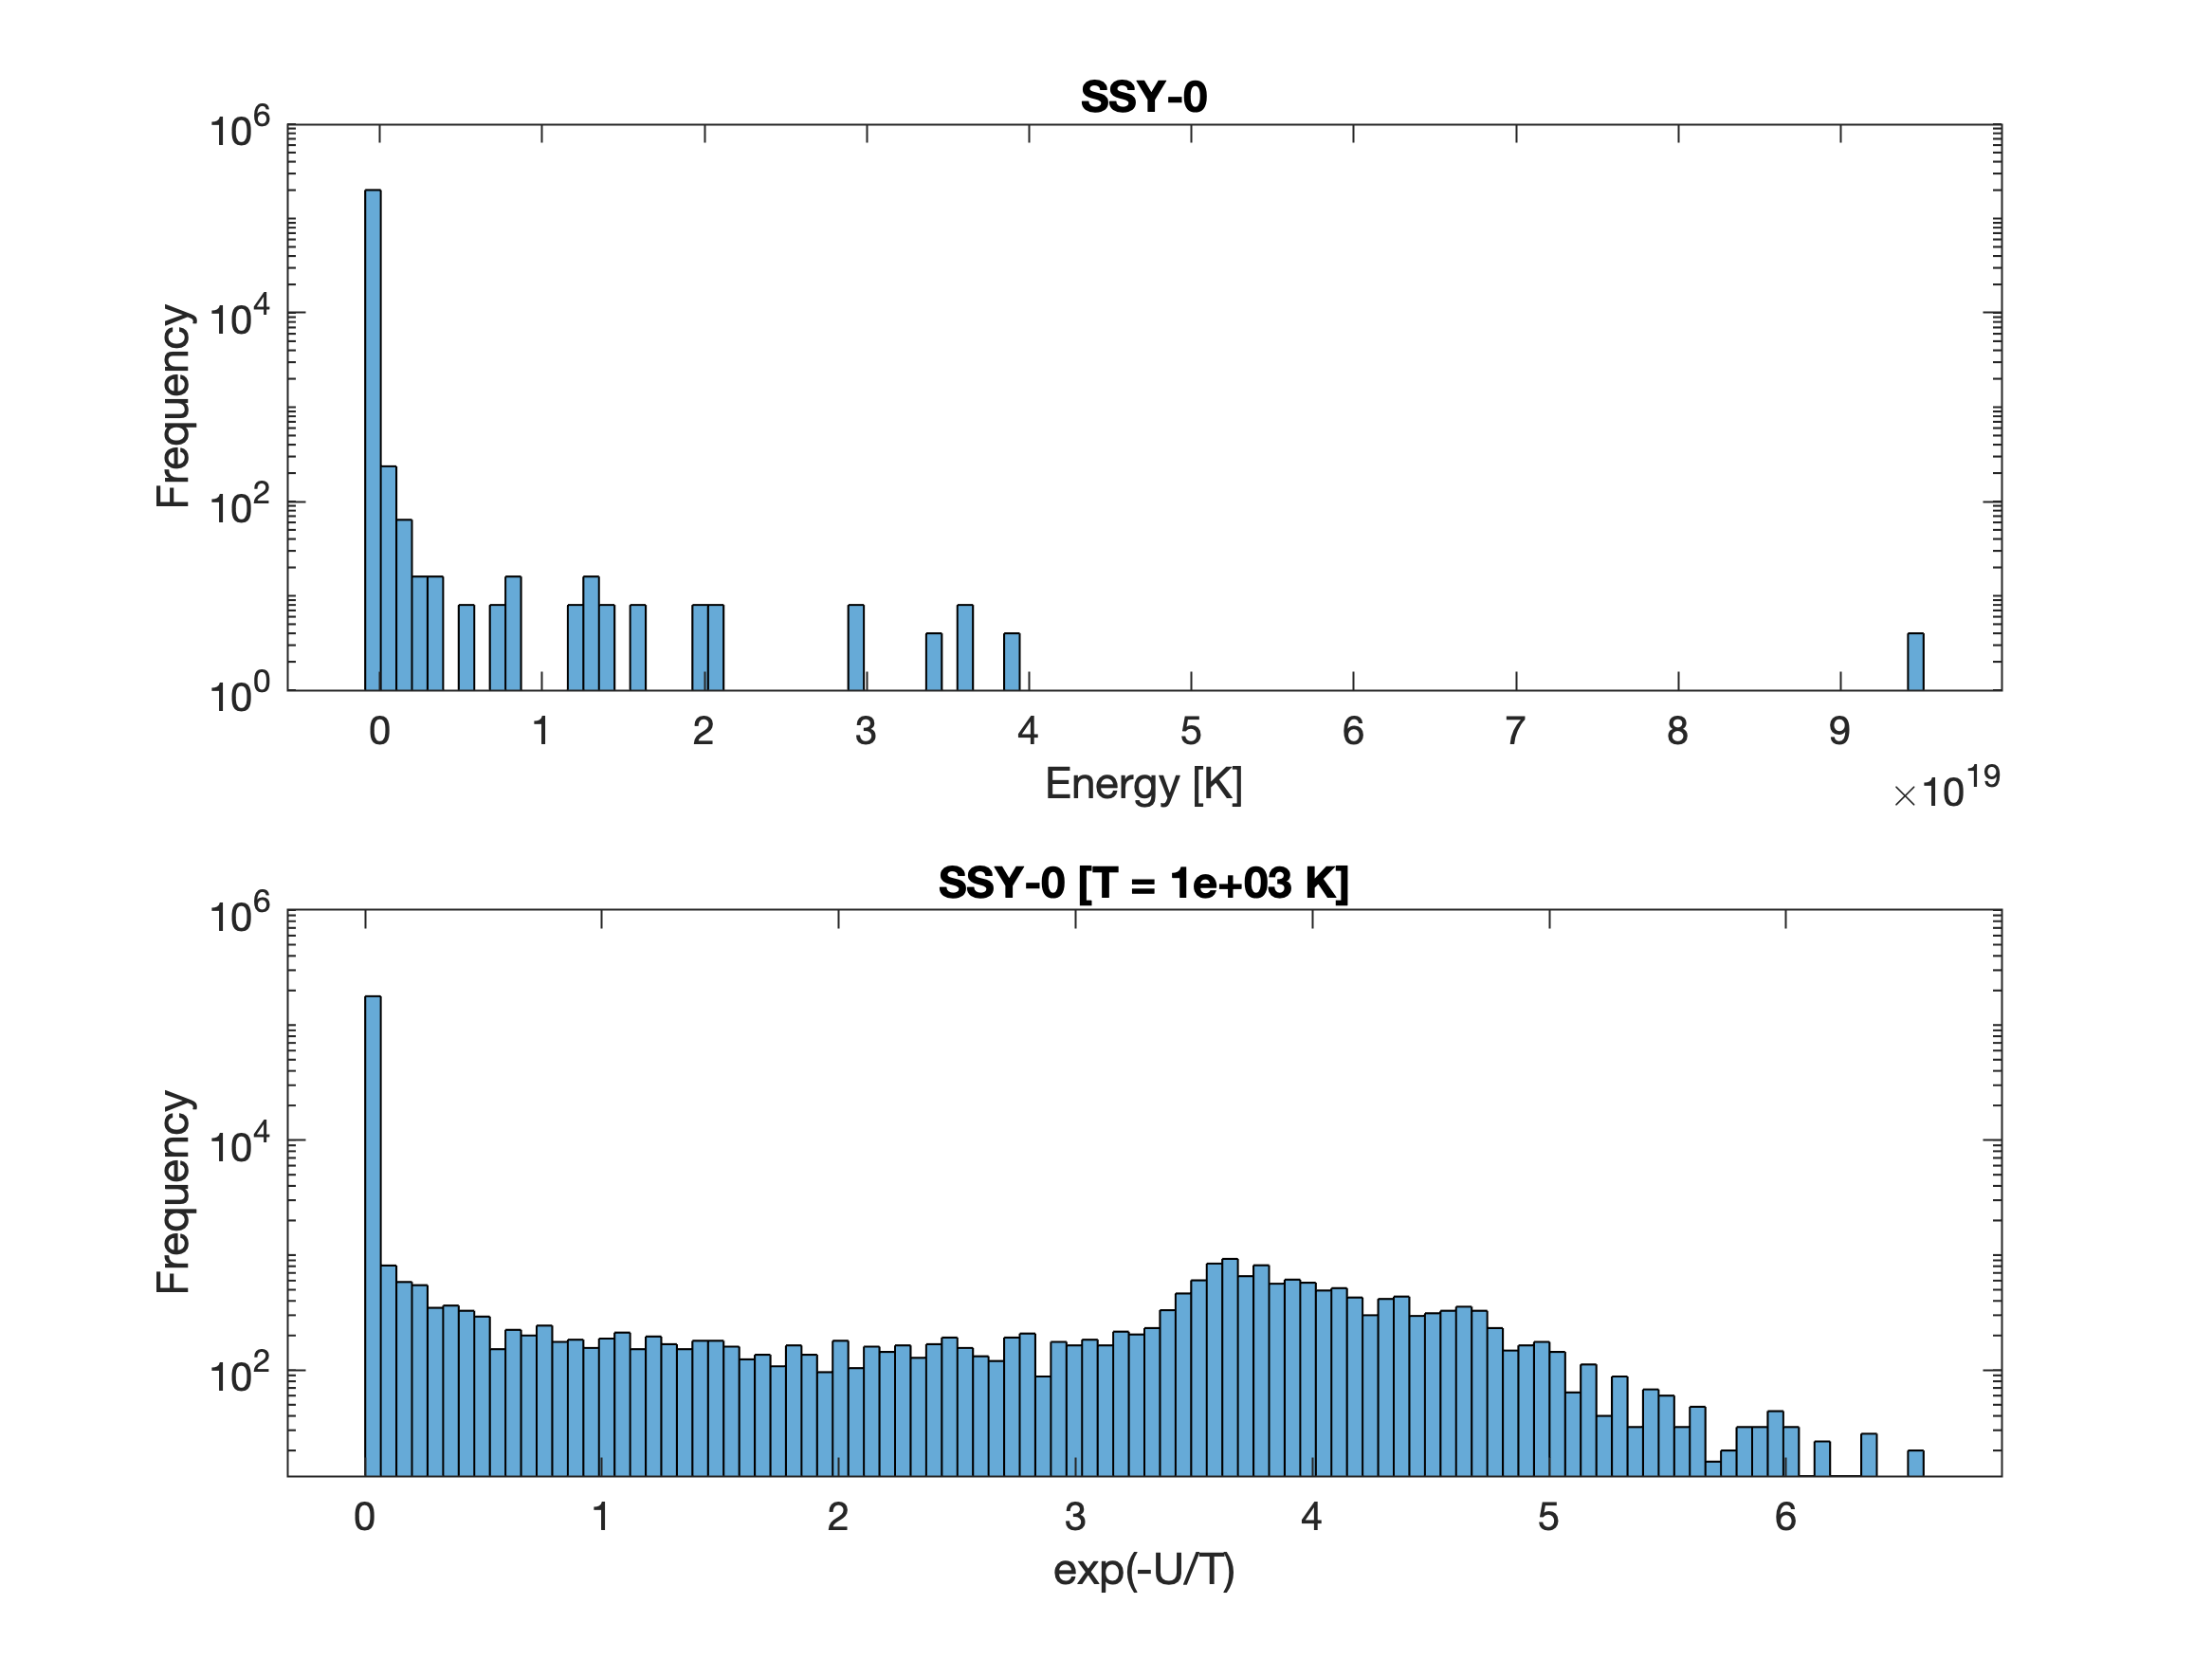 SSY-0
10^6
10^4
10^2
10^0
Frequency
0 1 2 3 4 5 6 7 8 9
×10^19
Energy [K]
SSY-0 [T = 1e+03 K]
10^6
10^4
10^2
Frequency
0 1 2 3 4 5 6
exp(-U/T)